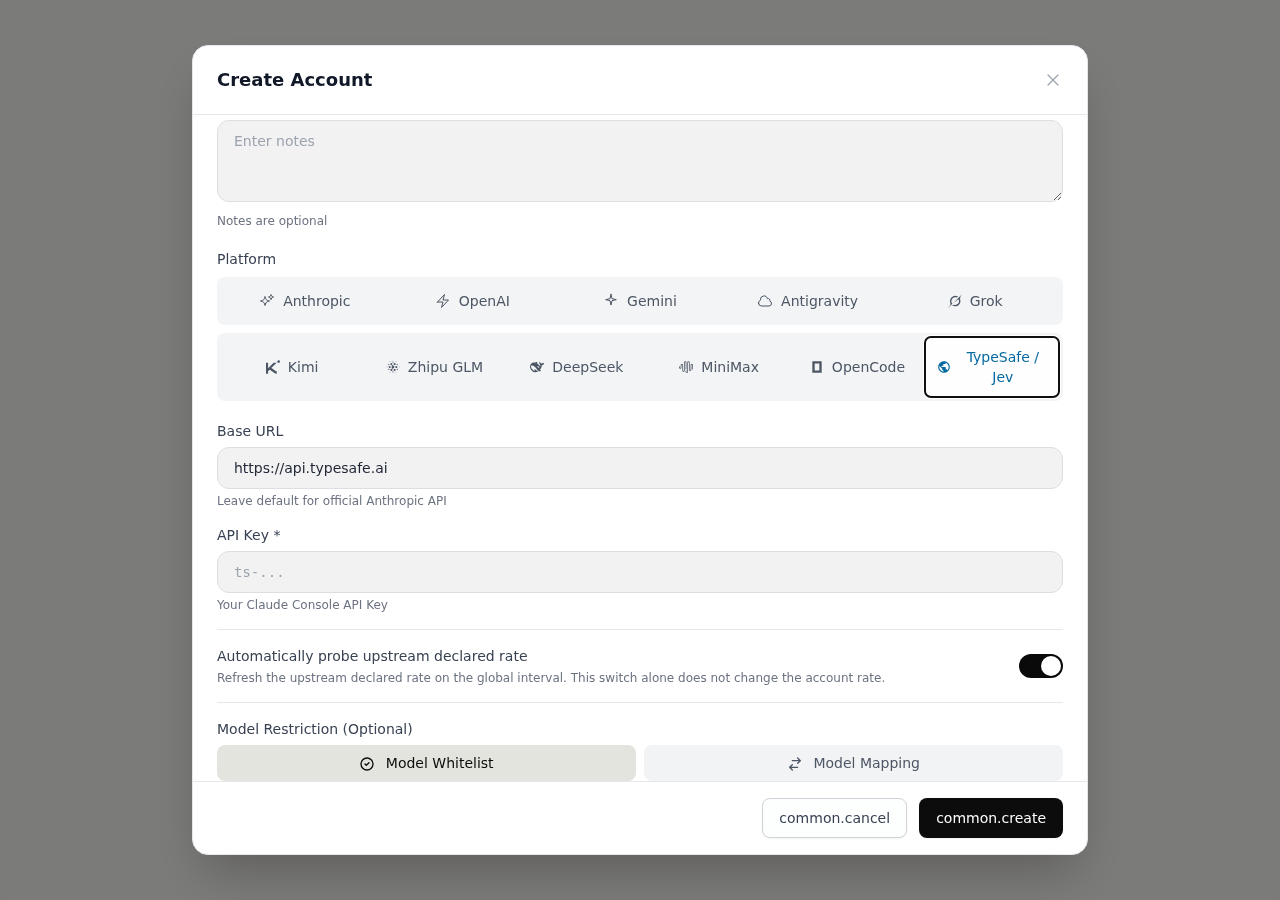 Create Account
Enter notes
Notes are optional
Platform
Anthropic
OpenAI
Gemini
Antigravity
Grok
Kimi
Zhipu GLM
DeepSeek
MiniMax
OpenCode
TypeSafe /
Jev
Base URL
https://api.typesafe.ai
Leave default for official Anthropic API
API Key *
ts-...
Your Claude Console API Key
Automatically probe upstream declared rate
Refresh the upstream declared rate on the global interval. This switch alone does not change the account rate.
Model Restriction (Optional)
Model Whitelist
Model Mapping
common.cancel
common.create